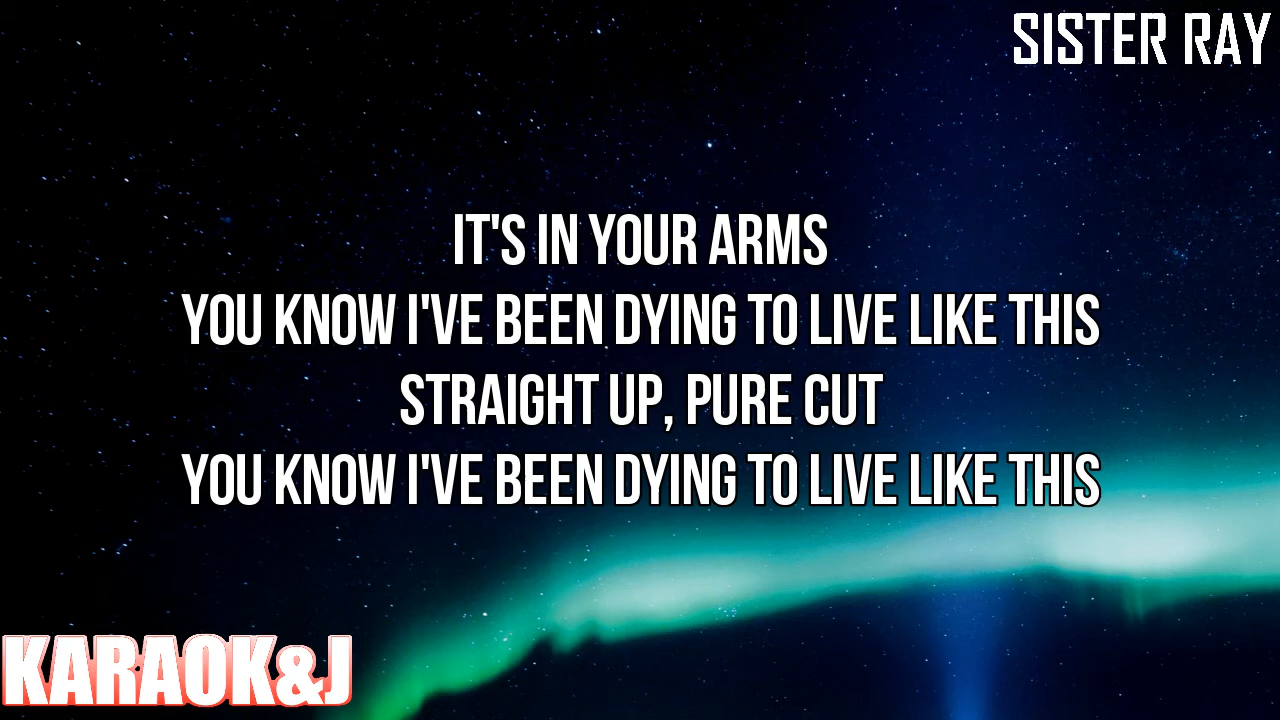 SISTER RAY
IT'S IN YOUR ARMS
YOU KNOW I'VE BEEN DYING TO LIVE LIKE THIS
STRAIGHT UP, PURE CUT
YOU KNOW I'VE BEEN DYING TO LIVE LIKE THIS
KARAOK&J